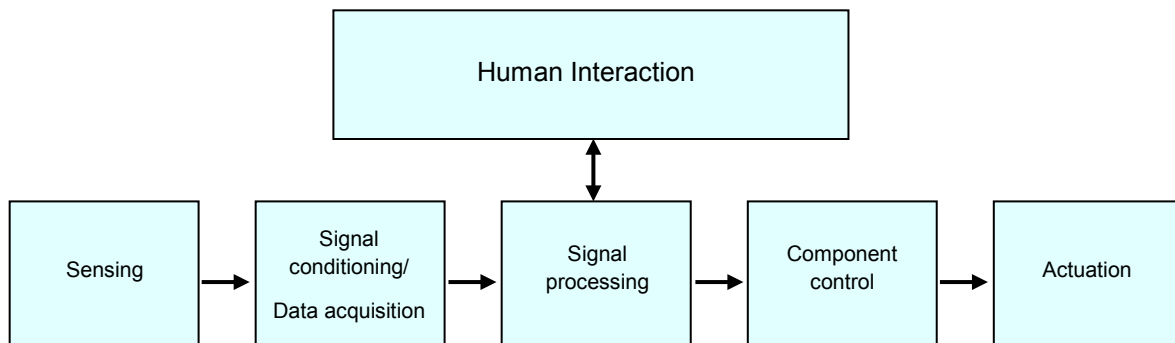 Human Interaction
Sensing
Signal
conditioning/
Data acquisition
Signal
processing
Component
control
Actuation